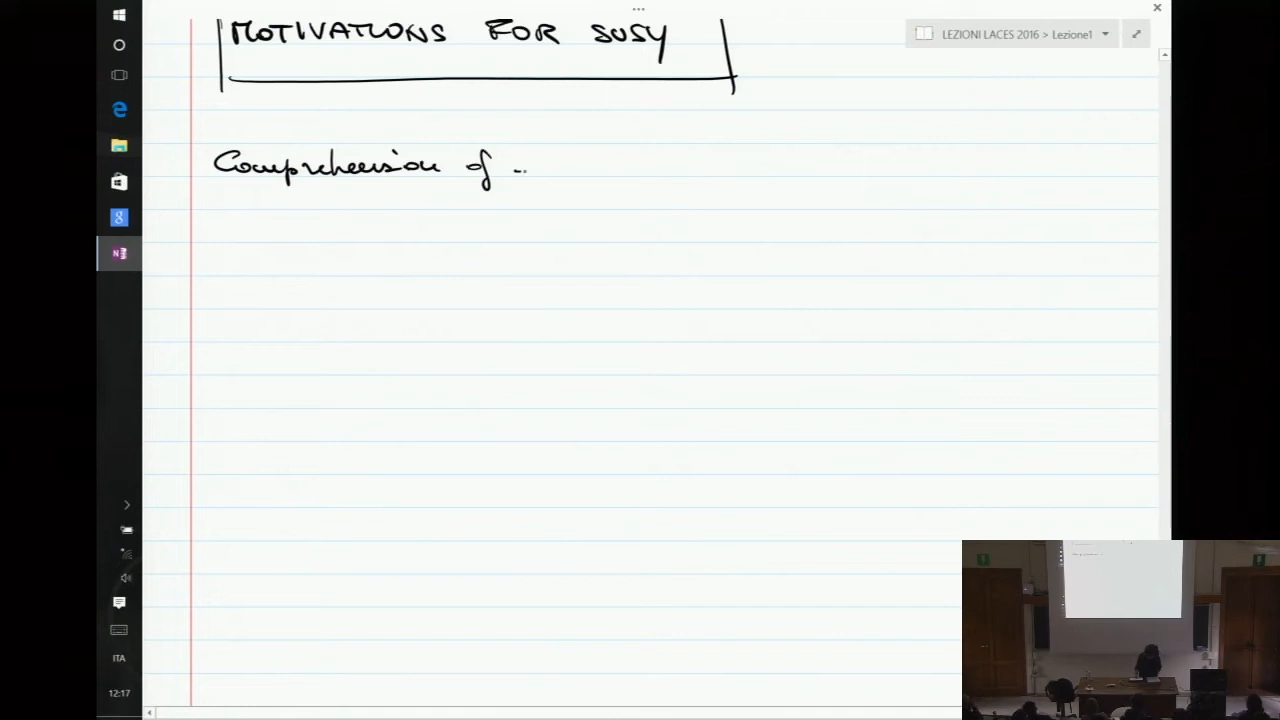 MOTIVATIONS FOR SUSY
LEZIONI LACES 2016 > Lezione1
Comprehension of
ITA
12:17